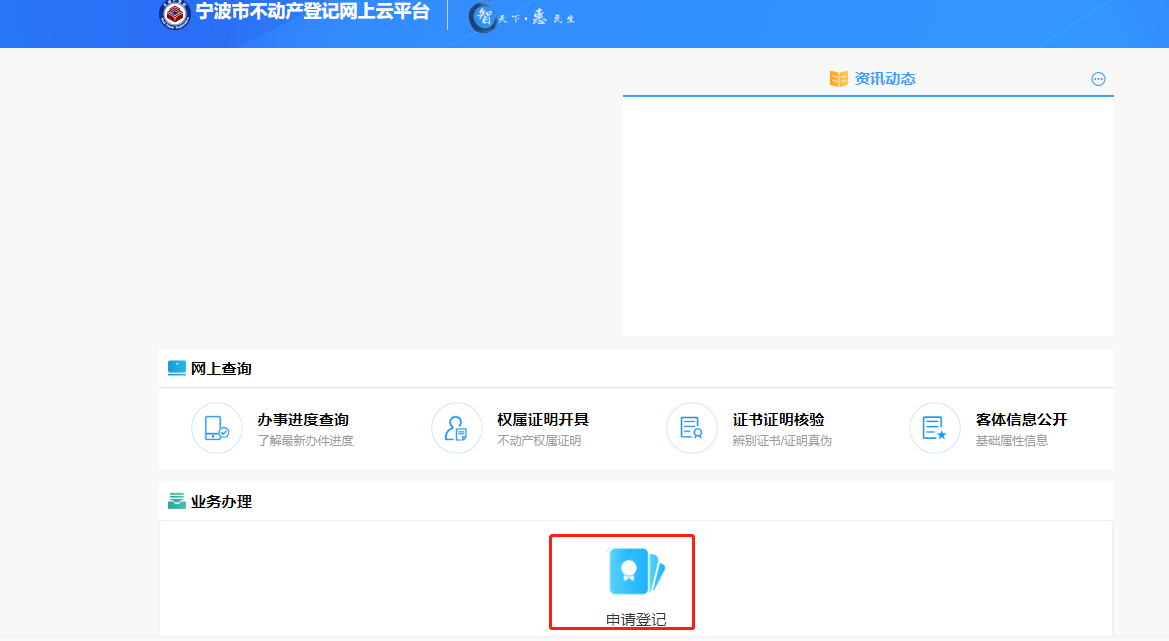 宁波市不动产登记网上云平台
智天下·惠民生
资讯动态
网上查询
办事进度查询
了解最新办件进度
权属证明开具
不动产权属证明
证书证明核验
辨别证书/证明真伪
客体信息公开
基础属性信息
业务办理
申请登记